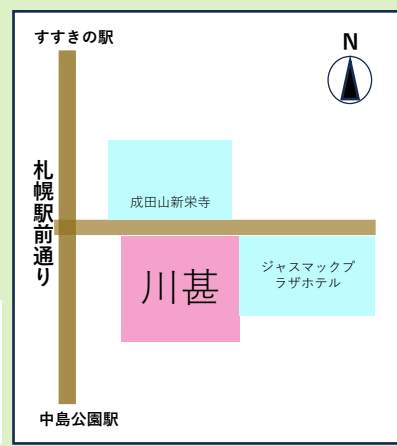 すすきの駅
N
札幌駅前通り
成田山新栄寺
川甚
ジャスマックプ
ラザホテル
中島公園駅